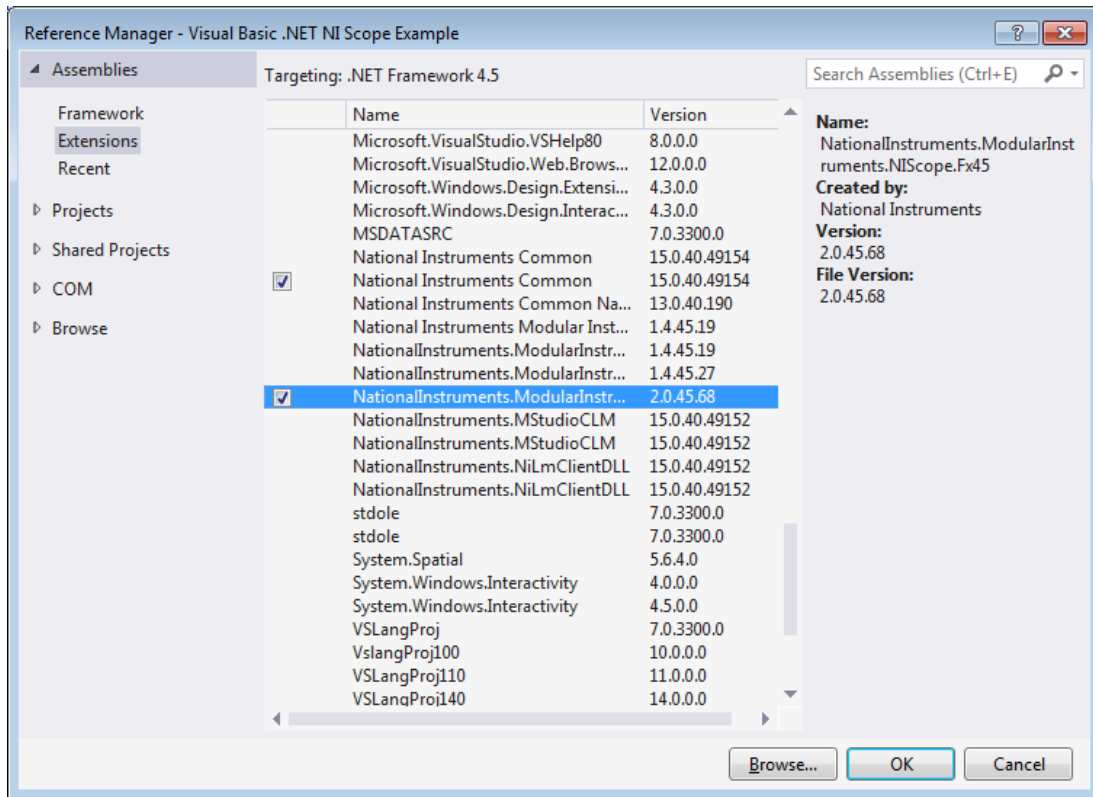 Reference Manager - Visual Basic .NET NI Scope Example
Assemblies
Framework
Extensions
Recent
Projects
Shared Projects
COM
Browse
Targeting: .NET Framework 4.5
Name Version
Microsoft.VisualStudio.VSHelp80 8.0.0.0
Microsoft.VisualStudio.Web.Brows... 12.0.0.0
Microsoft.Windows.Design.Extensi... 4.3.0.0
Microsoft.Windows.Design.Interac... 4.3.0.0
MSDATASRC 7.0.3300.0
National Instruments Common 15.0.40.49154
National Instruments Common 15.0.40.49154
National Instruments Common Na... 13.0.40.190
National Instruments Modular Inst... 1.4.45.19
NationalInstruments.ModularInstr... 1.4.45.19
NationalInstruments.ModularInstr... 1.4.45.27
NationalInstruments.ModularInstr... 2.0.45.68
NationalInstruments.MStudioCLM 15.0.40.49152
NationalInstruments.MStudioCLM 15.0.40.49152
NationalInstruments.NiLmClientDLL 15.0.40.49152
NationalInstruments.NiLmClientDLL 15.0.40.49152
stdole 7.0.3300.0
stdole 7.0.3300.0
System.Spatial 5.6.4.0
System.Windows.Interactivity 4.0.0.0
System.Windows.Interactivity 4.5.0.0
VSLangProj 7.0.3300.0
VslangProj100 10.0.0.0
VSLangProj110 11.0.0.0
VSLangProj140 14.0.0.0
Search Assemblies (Ctrl+E)
Name:
NationalInstruments.ModularInst
ruments.NIScope.Fx45
Created by:
National Instruments
Version:
2.0.45.68
File Version:
2.0.45.68
Browse...
OK
Cancel